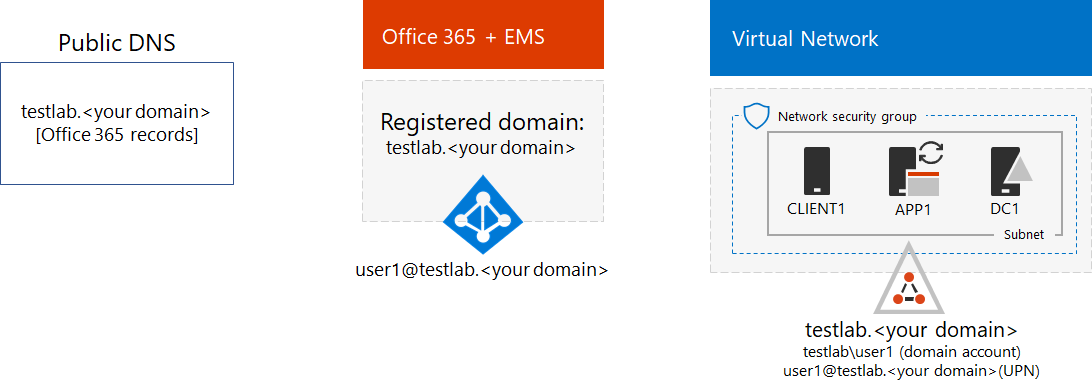 Public DNS
testlab.<your domain>
[Office 365 records]
Office 365 + EMS
Registered domain:
testlab.<your domain>
user1@testlab.<your domain>
Virtual Network
Network security group
CLIENT1
APP1
DC1
Subnet
testlab.<your domain>
testlab\user1 (domain account)
user1@testlab.<your domain>(UPN)